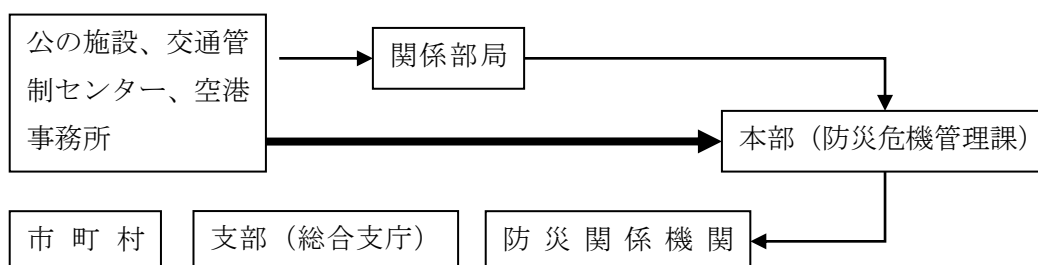 公の施設、交通管
制センター、空港
事務所
関係部局
本部（防災危機管理課）
市町村
支部（総合支庁）
防災関係機関